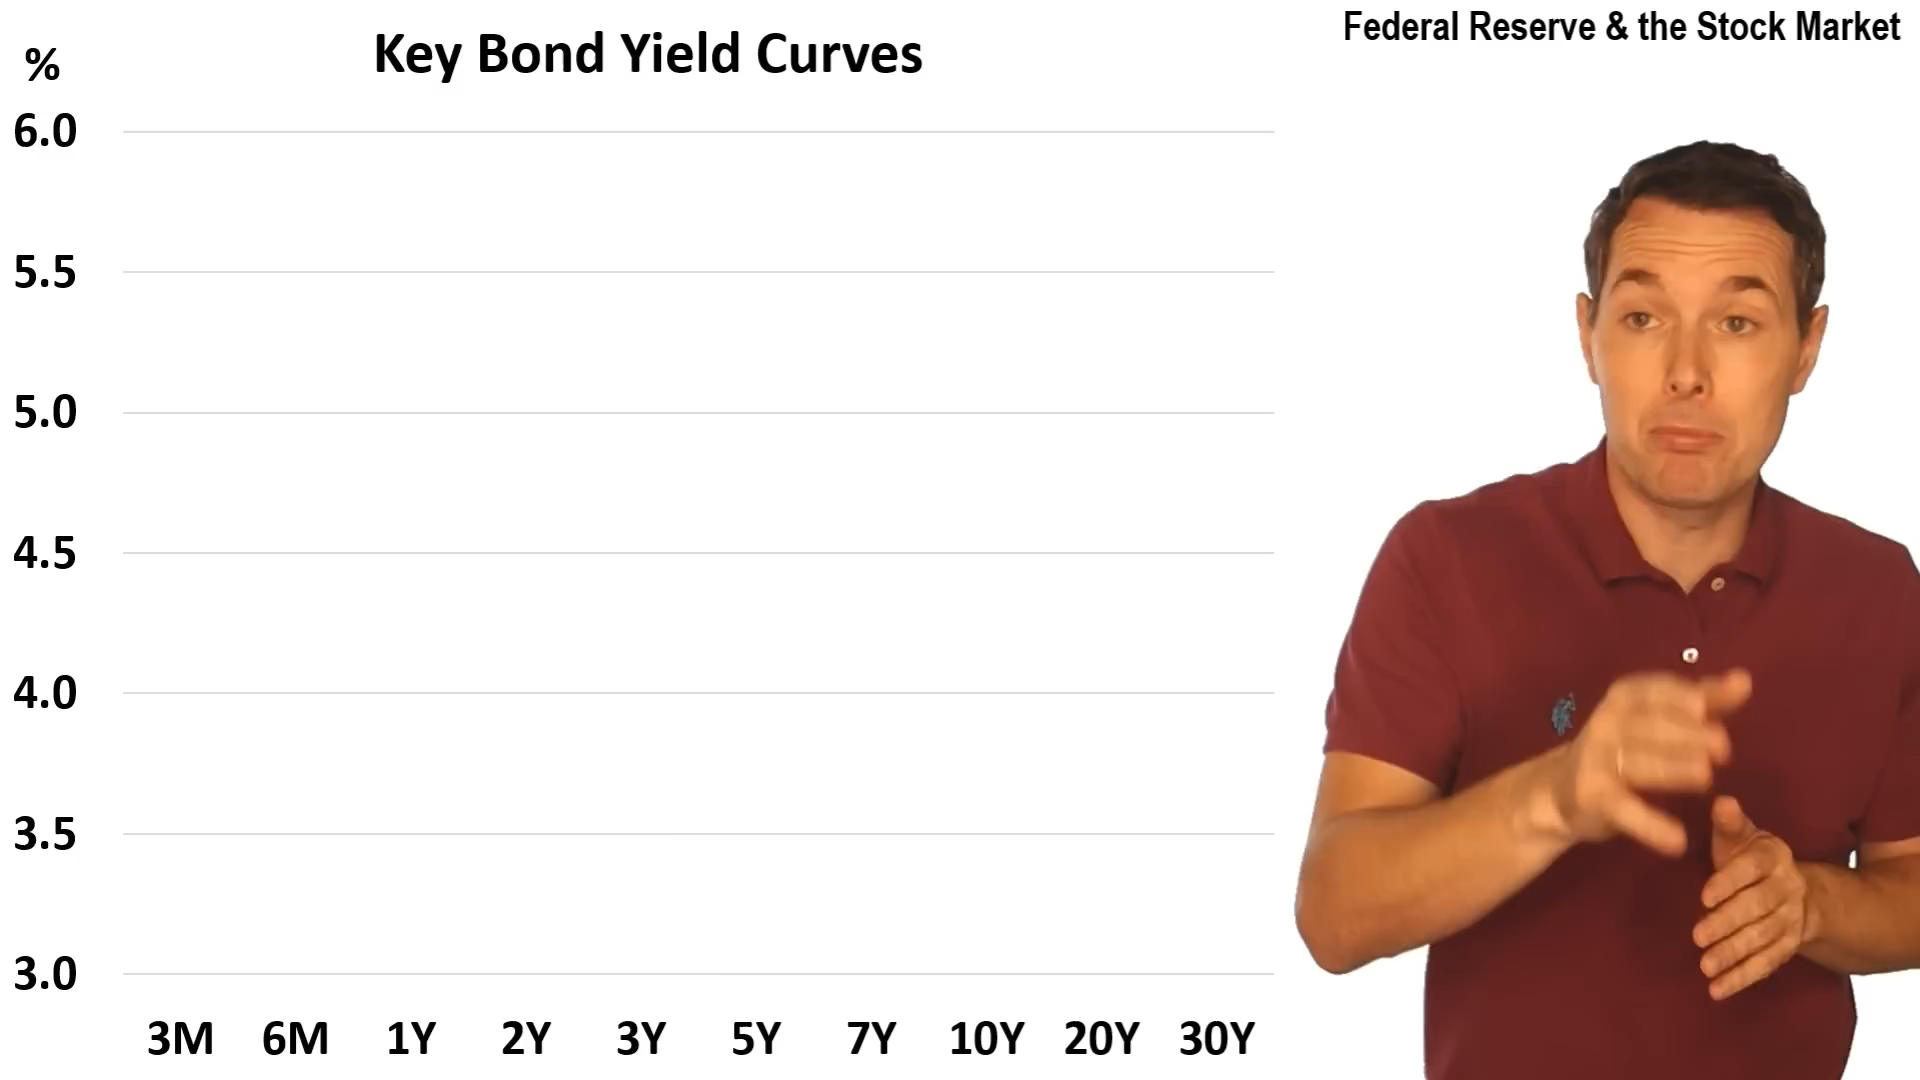 Federal Reserve & the Stock Market
Key Bond Yield Curves
%
6.0
5.5
5.0
4.5
4.0
3.5
3.0
3M 6M 1Y 2Y 3Y 5Y 7Y 10Y 20Y 30Y